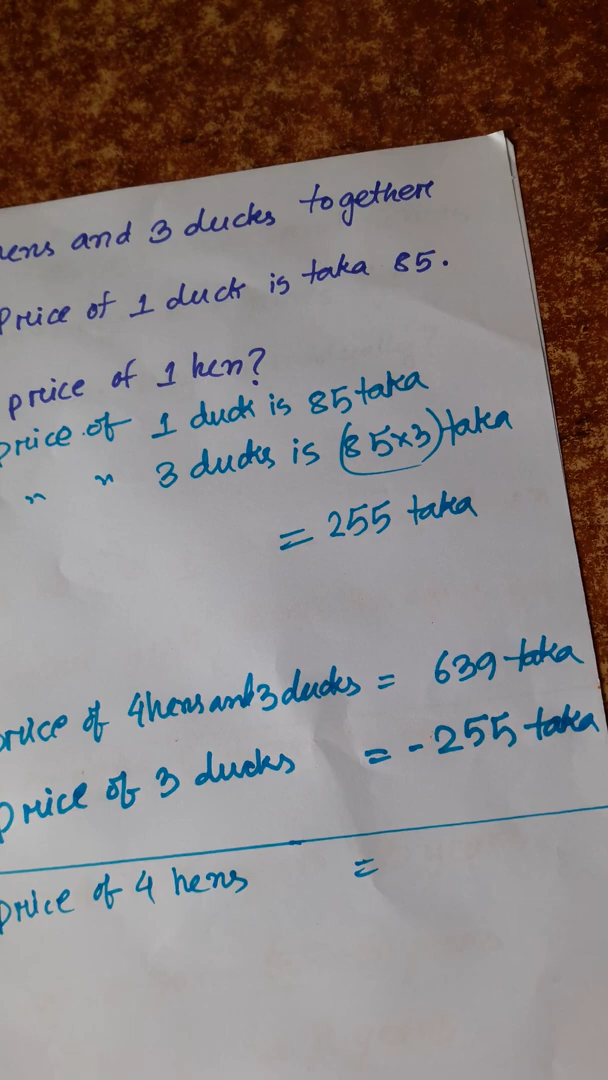 hens and 3 ducks together
Price of 1 duck is taka 85.
price of 1 hen?
price of 1 duck is 85 taka
" " 3 ducks is (85×3) taka
= 255 taka
price of 4 hens and 3 ducks = 639 taka
price of 3 ducks = - 255 taka
price of 4 hens =